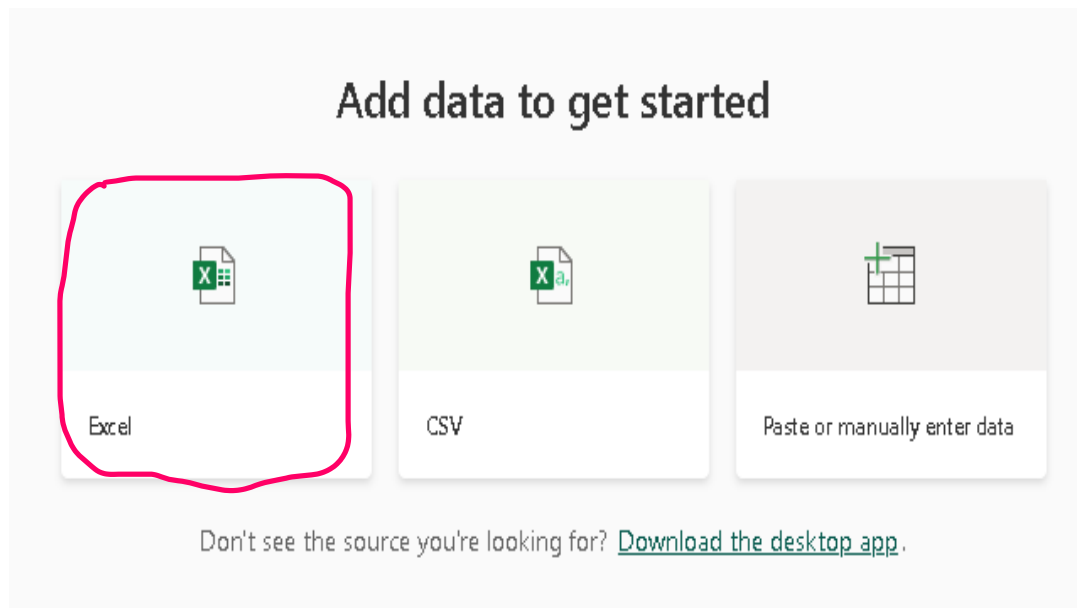 Add data to get started
Excel
CSV
Paste or manually enter data
Don't see the source you're looking for? Download the desktop app.